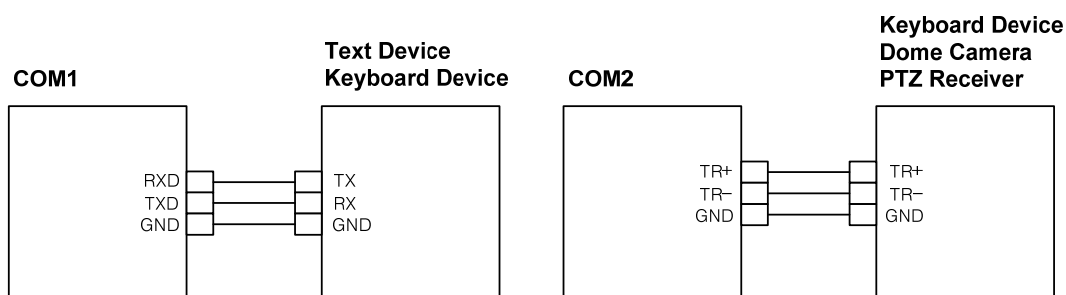 COM1
Text Device
Keyboard Device
RXD
TX
TXD
RX
GND
GND
COM2
Keyboard Device
Dome Camera
PTZ Receiver
TR+
TR+
TR−
TR−
GND
GND